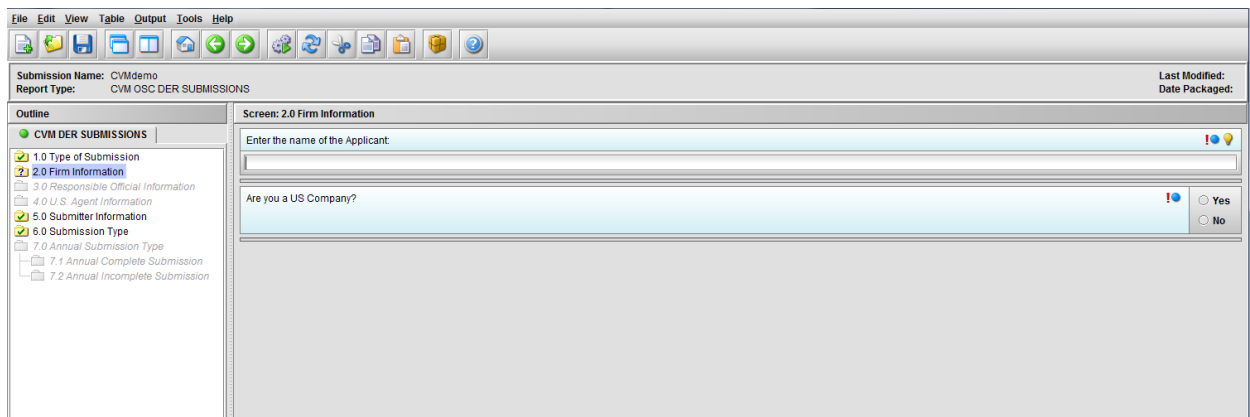 File Edit View Table Output Tools Help
Submission Name: CVMdemo
Last Modified:
Report Type: CVM OSC DER SUBMISSIONS
Date Packaged:
Outline
Screen: 2.0 Firm Information
CVM DER SUBMISSIONS
Enter the name of the Applicant:
1.0 Type of Submission
2.0 Firm Information
3.0 Responsible Official Information
4.0 U.S. Agent Information
5.0 Submitter Information
6.0 Submission Type
7.0 Annual Submission Type
7.1 Annual Complete Submission
7.2 Annual Incomplete Submission
Are you a US Company?
Yes
No